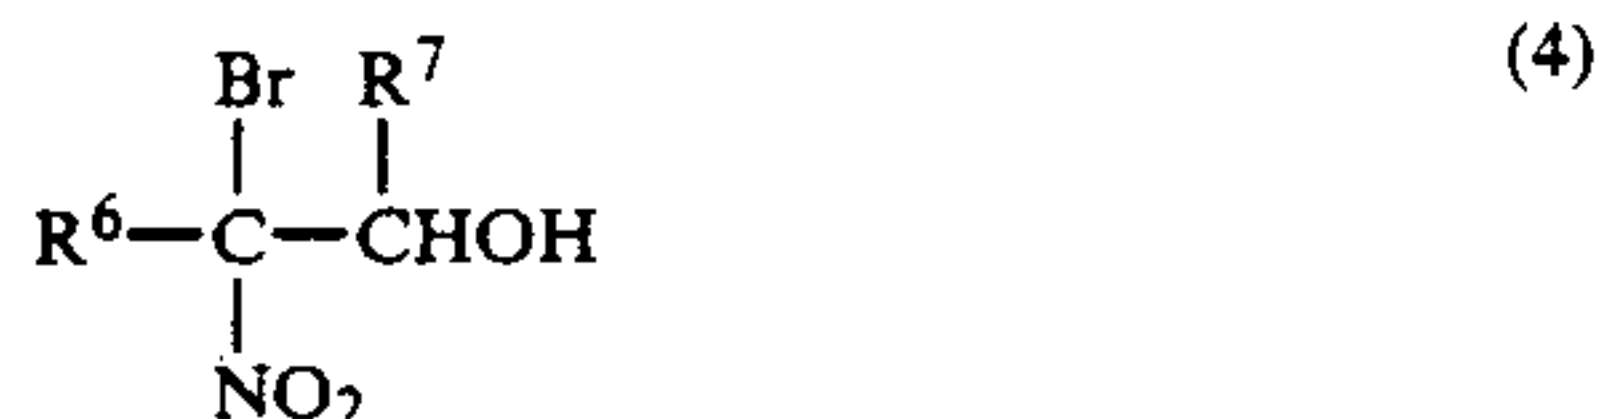 Br R⁷ (4)
R⁶—C—CHOH
NO₂